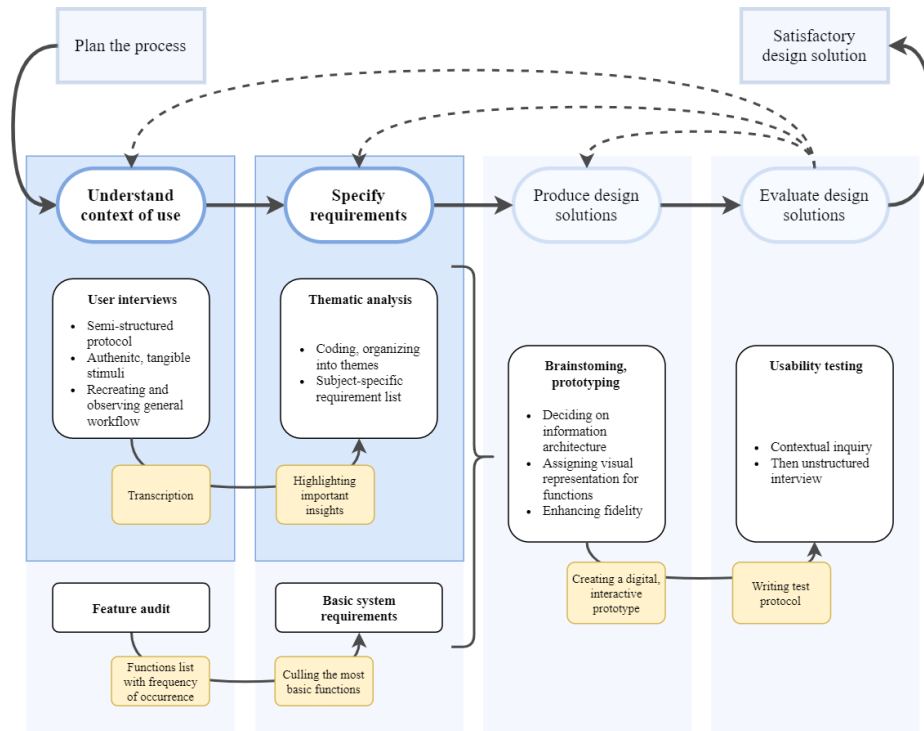 Plan the process
Satisfactory
design solution
Understand
context of use
Specify
requirements
Produce design
solutions
Evaluate design
solutions
User interviews
• Semi-structured
protocol
• Authenitc, tangible
stimuli
• Recreating and
observing general
workflow
Thematic analysis
• Coding, organizing
into themes
• Subject-specific
requirement list
Brainstoming,
prototyping
• Deciding on
information
architecture
• Assigning visual
representation for
functions
• Enhancing fidelity
Usability testing
• Contextual inquiry
• Then unstructured
interview
Transcription
Highlighting
important
insights
Creating a digital,
interactive
prototype
Writing test
protocol
Feature audit
Basic system
requirements
Functions list
with frequency
of occurrence
Culling the most
basic functions